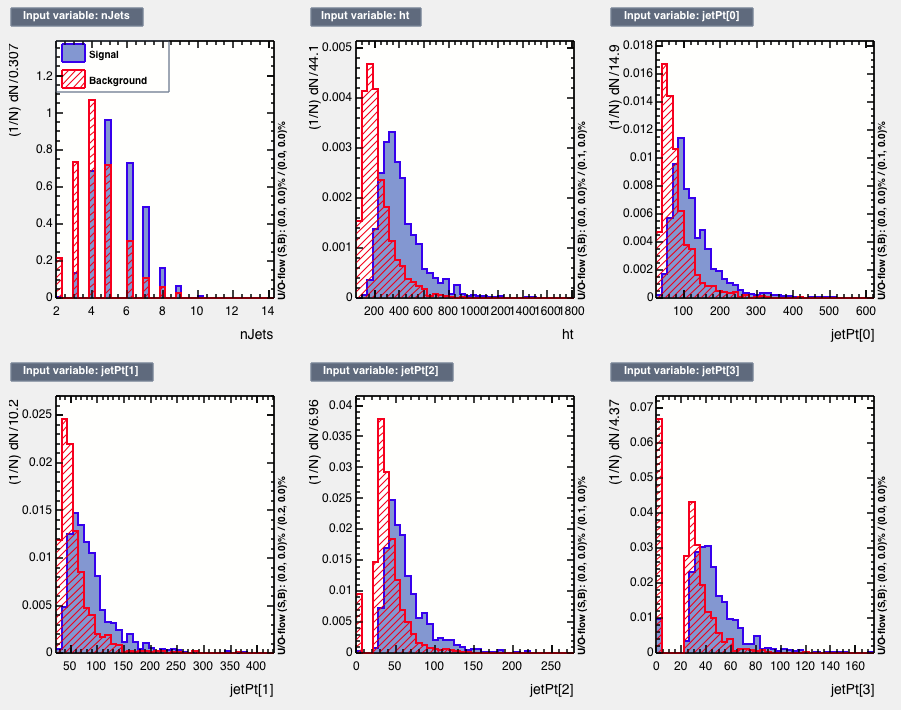 Input variable: nJets
(1/N) dN / 0.307
Signal
Background
1.2
1
0.8
0.6
0.4
0.2
0
2 4 6 8 10 12 14
nJets
U/O-flow (S,B): (0.0, 0.0)% / (0.0, 0.0)%
Input variable: ht
(1/N) dN / 44.1
0.005
0.004
0.003
0.002
0.001
0
200 400 600 800 1000 1200 1400 1600 1800
ht
U/O-flow (S,B): (0.0, 0.0)% / (0.1, 0.0)%
Input variable: jetPt[0]
(1/N) dN / 14.9
0.018
0.016
0.014
0.012
0.010
0.008
0.006
0.004
0.002
0
100 200 300 400 500 600
jetPt[0]
U/O-flow (S,B): (0.0, 0.0)% / (0.1, 0.0)%
Input variable: jetPt[1]
(1/N) dN / 10.2
0.025
0.02
0.015
0.01
0.005
0
50 100 150 200 250 300 350 400
jetPt[1]
U/O-flow (S,B): (0.0, 0.0)% / (0.2, 0.0)%
Input variable: jetPt[2]
(1/N) dN / 6.96
0.04
0.035
0.03
0.025
0.02
0.015
0.01
0.005
0
0 50 100 150 200 250
jetPt[2]
U/O-flow (S,B): (0.0, 0.0)% / (0.1, 0.0)%
Input variable: jetPt[3]
(1/N) dN / 4.37
0.07
0.06
0.05
0.04
0.03
0.02
0.01
0
0 20 40 60 80 100 120 140 160
jetPt[3]
U/O-flow (S,B): (0.0, 0.0)% / (0.0, 0.0)%